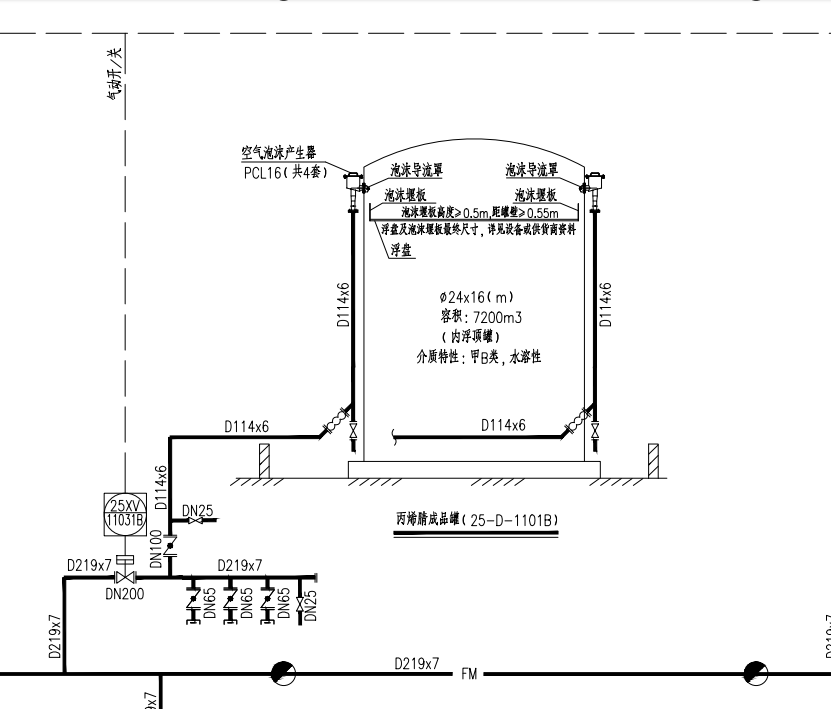 气动开/关
空气泡沫产生器
PCL16(共4套)
泡沫导流罩
泡沫导流罩
泡沫堰板
泡沫堰板
泡沫堰板高度≥0.5m,距罐壁≥0.55m
浮盘及泡沫堰板最终尺寸,详见设备或供货商资料
浮盘
D114x6
D114x6
ø24x16(m)
容积:7200m3
(内浮顶罐)
介质特性:甲B类,水溶性
D114x6
D114x6
D114x6
25XV
11031B
DN25
丙烯腈成品罐(25-D-1101B)
DN100
D219x7
D219x7
DN200
DN65
DN65
DN65
DN25
D219x7
D219x7
D219x7
FM